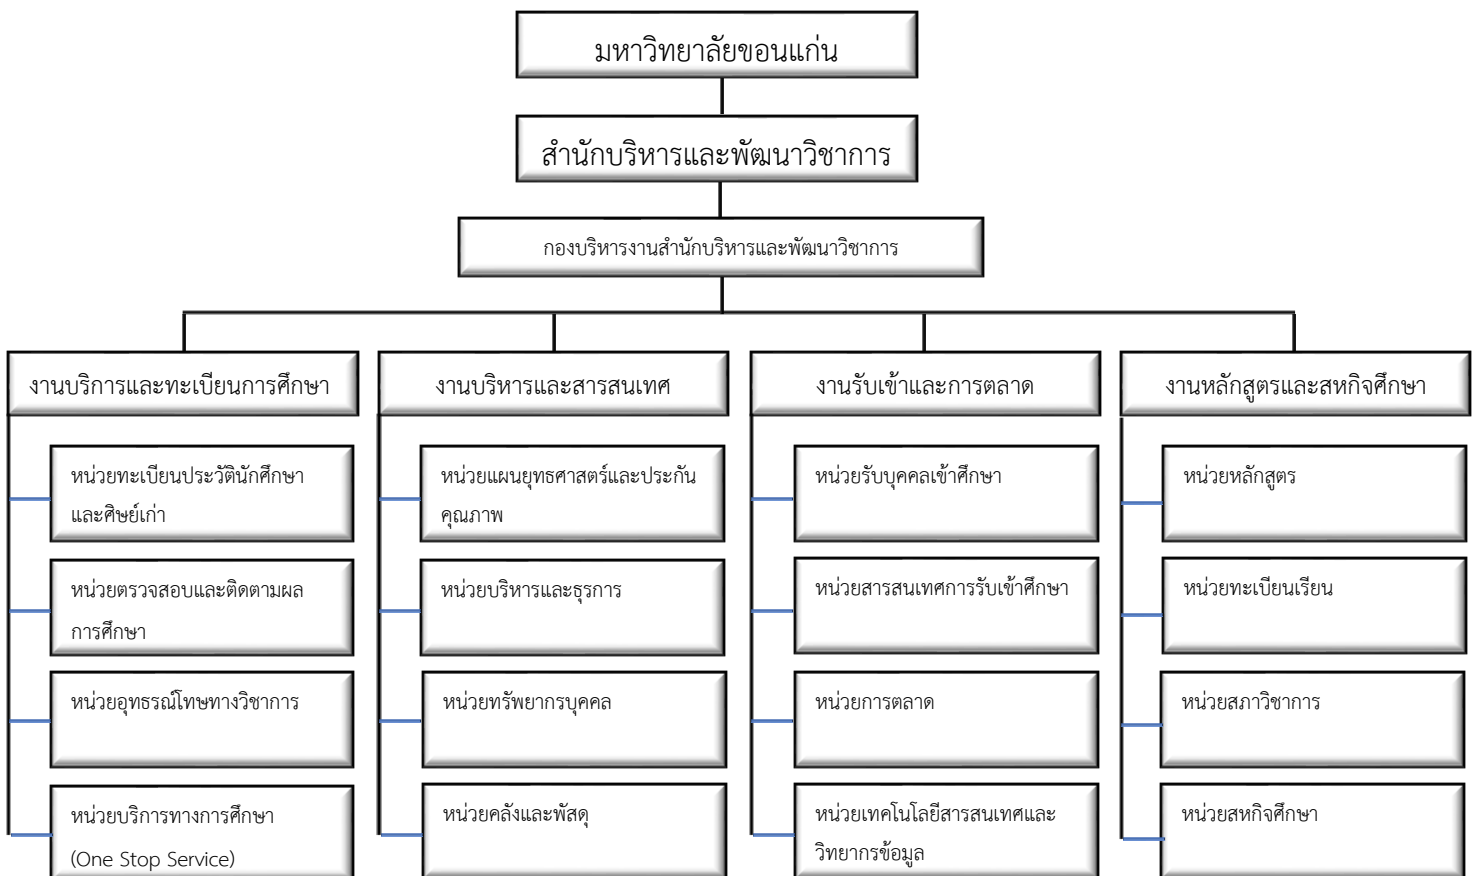 มหาวิทยาลัยขอนแก่น
สำนักบริหารและพัฒนาวิชาการ
กองบริหารงานสำนักบริหารและพัฒนาวิชาการ
งานบริการและทะเบียนการศึกษา
หน่วยทะเบียนประวัตินักศึกษา
และศิษย์เก่า
หน่วยตรวจสอบและติดตามผล
การศึกษา
หน่วยอุทธรณ์โทษทางวิชาการ
หน่วยบริการทางการศึกษา
(One Stop Service)
งานบริหารและสารสนเทศ
หน่วยแผนยุทธศาสตร์และประกัน
คุณภาพ
หน่วยบริหารและธุรการ
หน่วยทรัพยากรบุคคล
หน่วยคลังและพัสดุ
งานรับเข้าและการตลาด
หน่วยรับบุคคลเข้าศึกษา
หน่วยสารสนเทศการรับเข้าศึกษา
หน่วยการตลาด
หน่วยเทคโนโลยีสารสนเทศและ
วิทยากรข้อมูล
งานหลักสูตรและสหกิจศึกษา
หน่วยหลักสูตร
หน่วยทะเบียนเรียน
หน่วยสภาวิชาการ
หน่วยสหกิจศึกษา